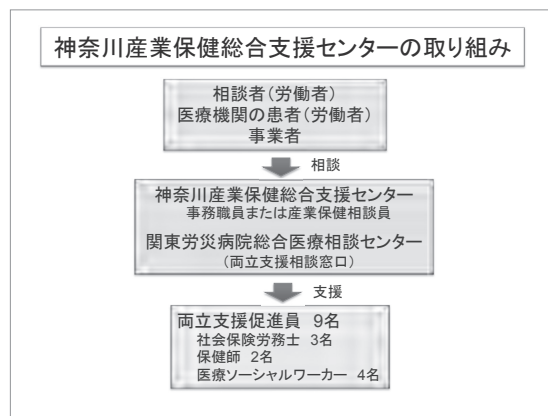 神奈川産業保健総合支援センターの取り組み
相談者(労働者)
医療機関の患者(労働者)
事業者
相談
神奈川産業保健総合支援センター
事務職員または産業保健相談員
関東労災病院総合医療相談センター
(両立支援相談窓口)
支援
両立支援促進員 9名
社会保険労務士 3名
保健師 2名
医療ソーシャルワーカー 4名